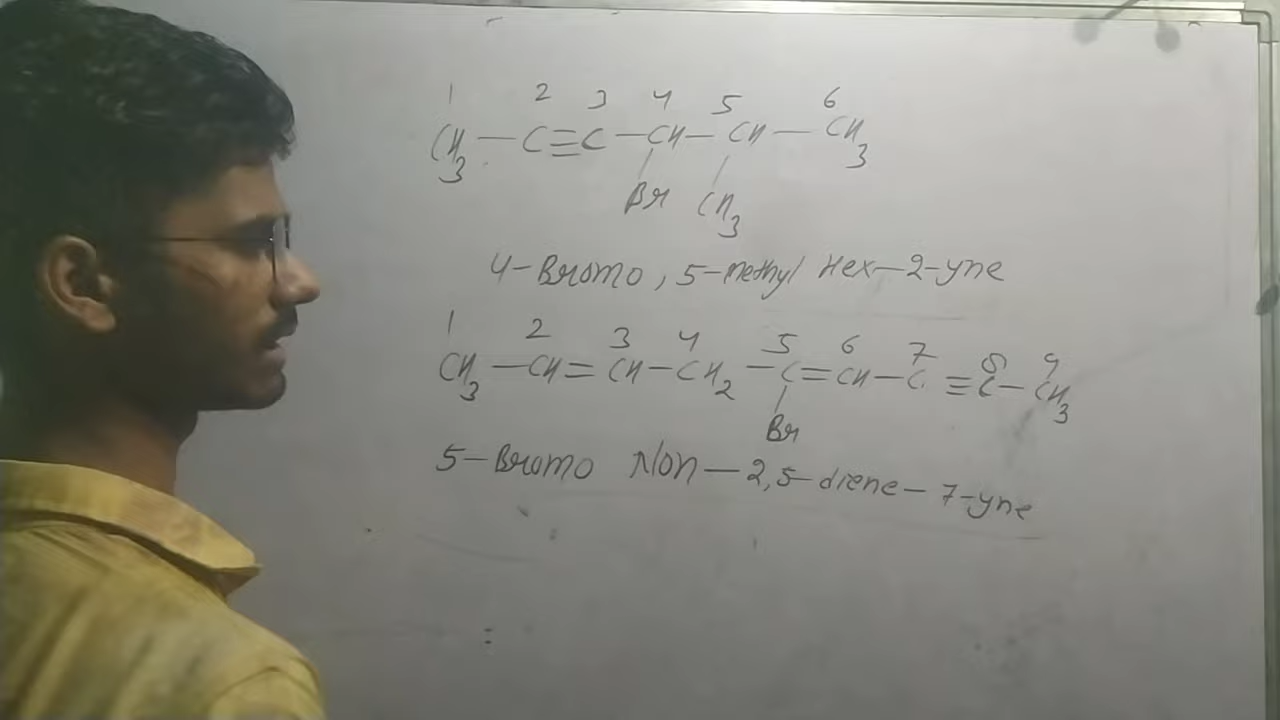 1 2 3 4 5 6
CH3 — C ≡ C — CH — CH — CH3
Br CH3
4-Bromo, 5-methyl Hex-2-yne
1 2 3 4 5 6 7 8 9
CH3 — CH = CH — CH2 — C = CH — C ≡ C — CH3
Br
5-Bromo Non-2,5-diene-7-yne